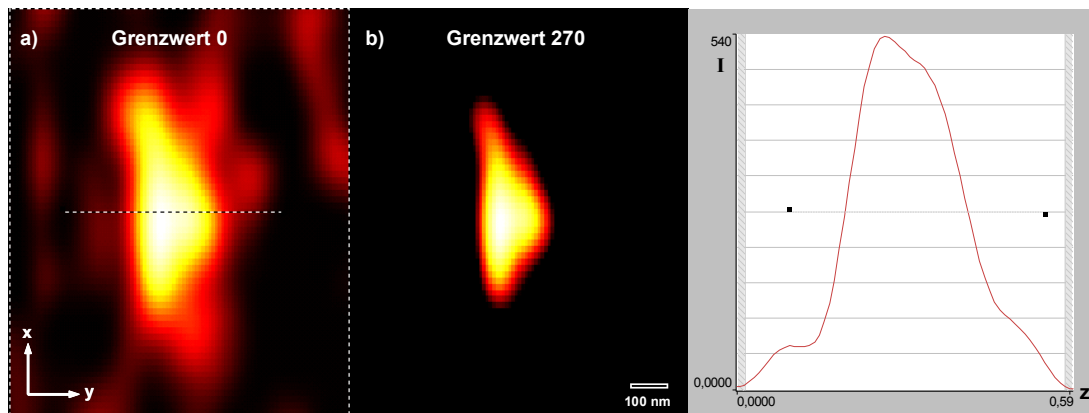 a)
Grenzwert 0
x
y
b)
Grenzwert 270
100 nm
540
I
0,0000
0,0000
0,59
Z